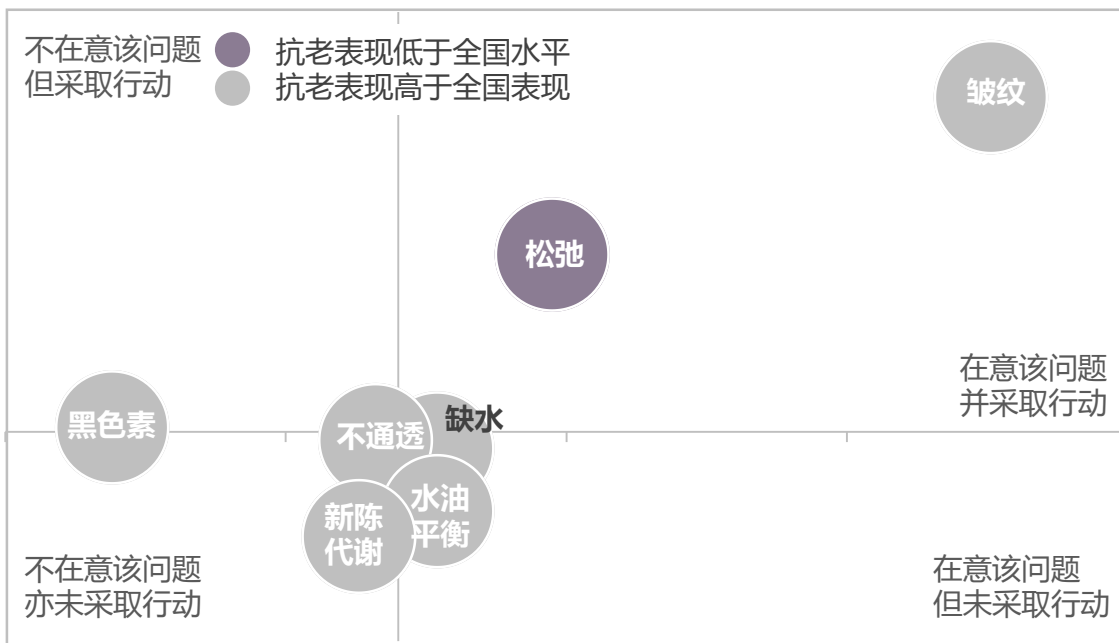 不在意该问题
但采取行动
抗老表现低于全国水平
抗老表现高于全国表现
皱纹
松弛
在意该问题
并采取行动
黑色素
不通透
缺水
水油
平衡
新陈
代谢
不在意该问题
亦未采取行动
在意该问题
但未采取行动